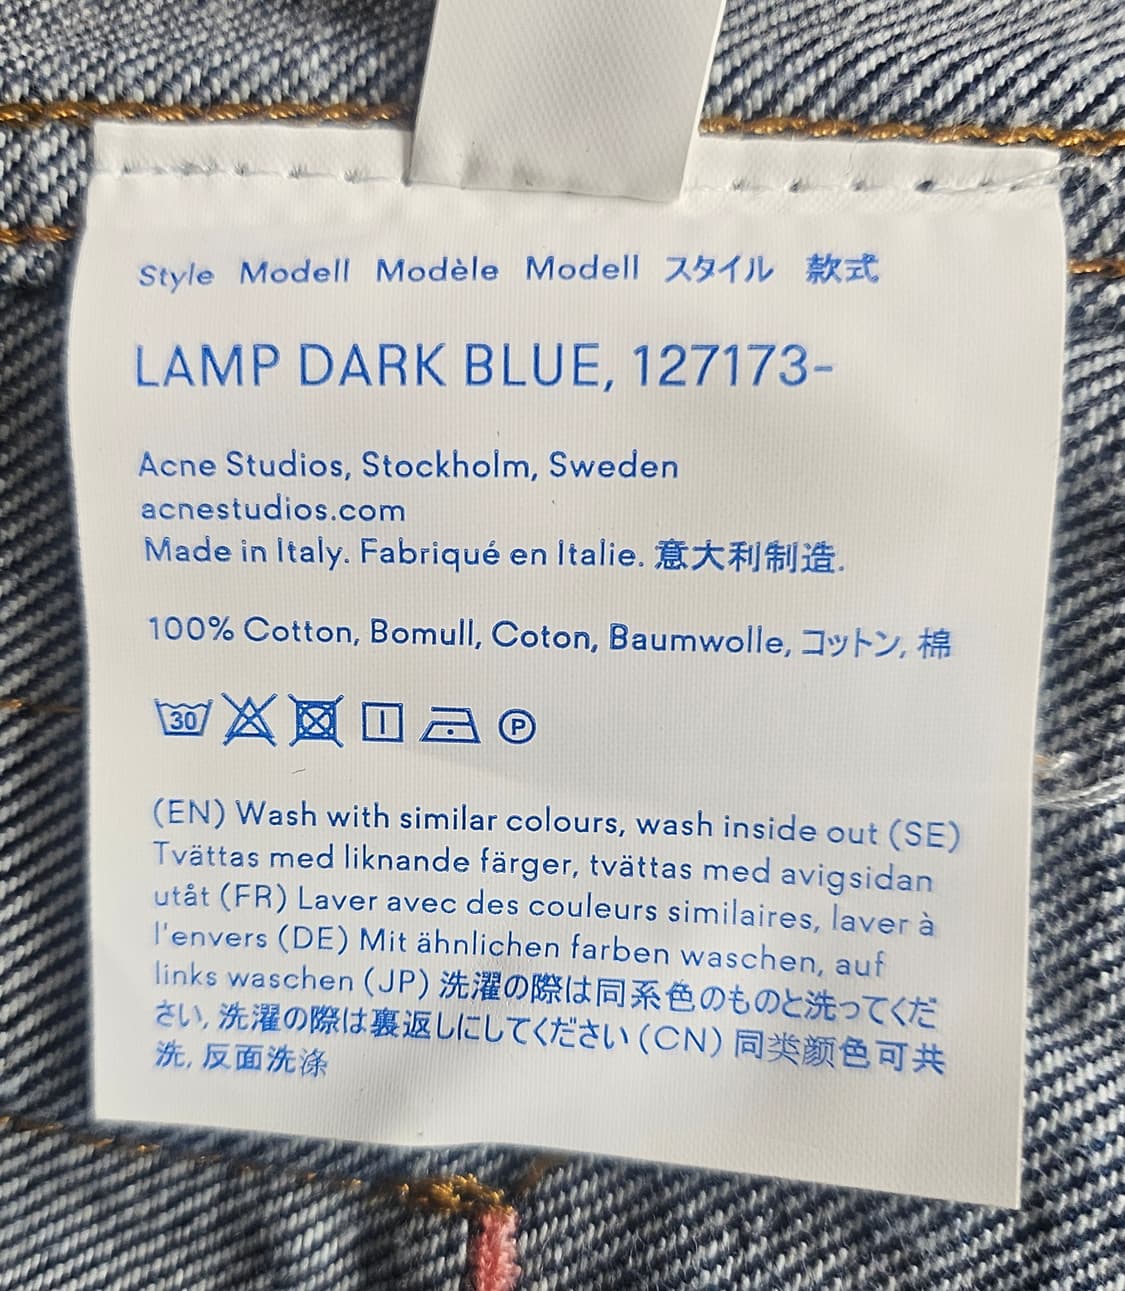 Style Modell Modèle Modell スタイル 款式
LAMP DARK BLUE, 127173-
Acne Studios, Stockholm, Sweden
acnestudios.com
Made in Italy. Fabriqué en Italie. 意大利制造.
100% Cotton, Bomull, Coton, Baumwolle, コットン, 棉
30 P
(EN) Wash with similar colours, wash inside out (SE)
Tvättas med liknande färger, tvättas med avigsidan
utåt (FR) Laver avec des couleurs similaires, laver à
l'envers (DE) Mit ähnlichen farben waschen, auf
links waschen (JP) 洗濯の際は同系色のものと洗ってくだ
さい, 洗濯の際は裏返しにしてください (CN) 同类颜色可共
洗, 反面洗涤